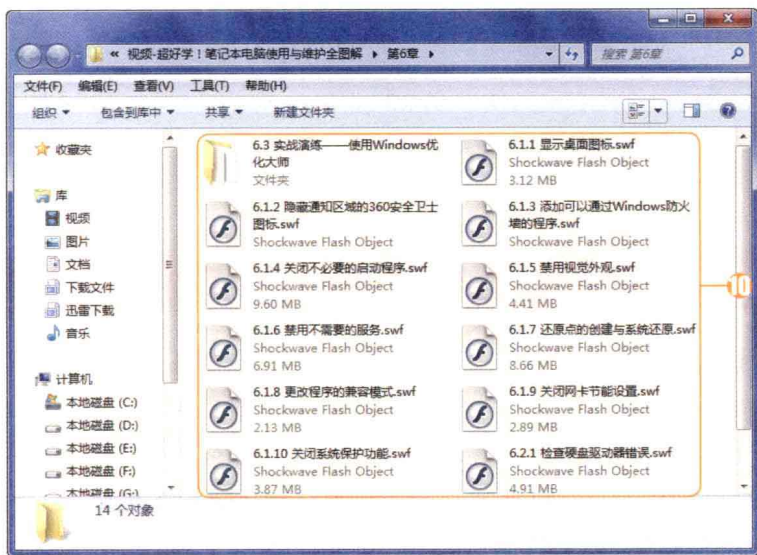 « 视频-超好学！笔记本电脑使用与维护全图解 ▸ 第6章 ▸
搜索 第6章
文件(F) 编辑(E) 查看(V) 工具(T) 帮助(H)
组织 包含到库中 共享 新建文件夹
收藏夹
库
视频
图片
文档
下载文件
迅雷下载
音乐
计算机
本地磁盘 (C:)
本地磁盘 (D:)
本地磁盘 (E:)
本地磁盘 (F:)
本地磁盘 (G:)
6.3 实战演练——使用Windows优
化大师
文件夹
6.1.1 显示桌面图标.swf
Shockwave Flash Object
3.12 MB
6.1.2 隐藏通知区域的360安全卫士
图标.swf
Shockwave Flash Object
6.1.3 添加可以通过Windows防火
墙的程序.swf
Shockwave Flash Object
6.1.4 关闭不必要的启动程序.swf
Shockwave Flash Object
9.60 MB
6.1.5 禁用视觉外观.swf
Shockwave Flash Object
4.41 MB
6.1.6 禁用不需要的服务.swf
Shockwave Flash Object
6.91 MB
6.1.7 还原点的创建与系统还原.swf
Shockwave Flash Object
8.66 MB
6.1.8 更改程序的兼容模式.swf
Shockwave Flash Object
2.13 MB
6.1.9 关闭网卡节能设置.swf
Shockwave Flash Object
2.89 MB
6.1.10 关闭系统保护功能.swf
Shockwave Flash Object
3.87 MB
6.2.1 检查硬盘驱动器错误.swf
Shockwave Flash Object
4.91 MB
10
14 个对象